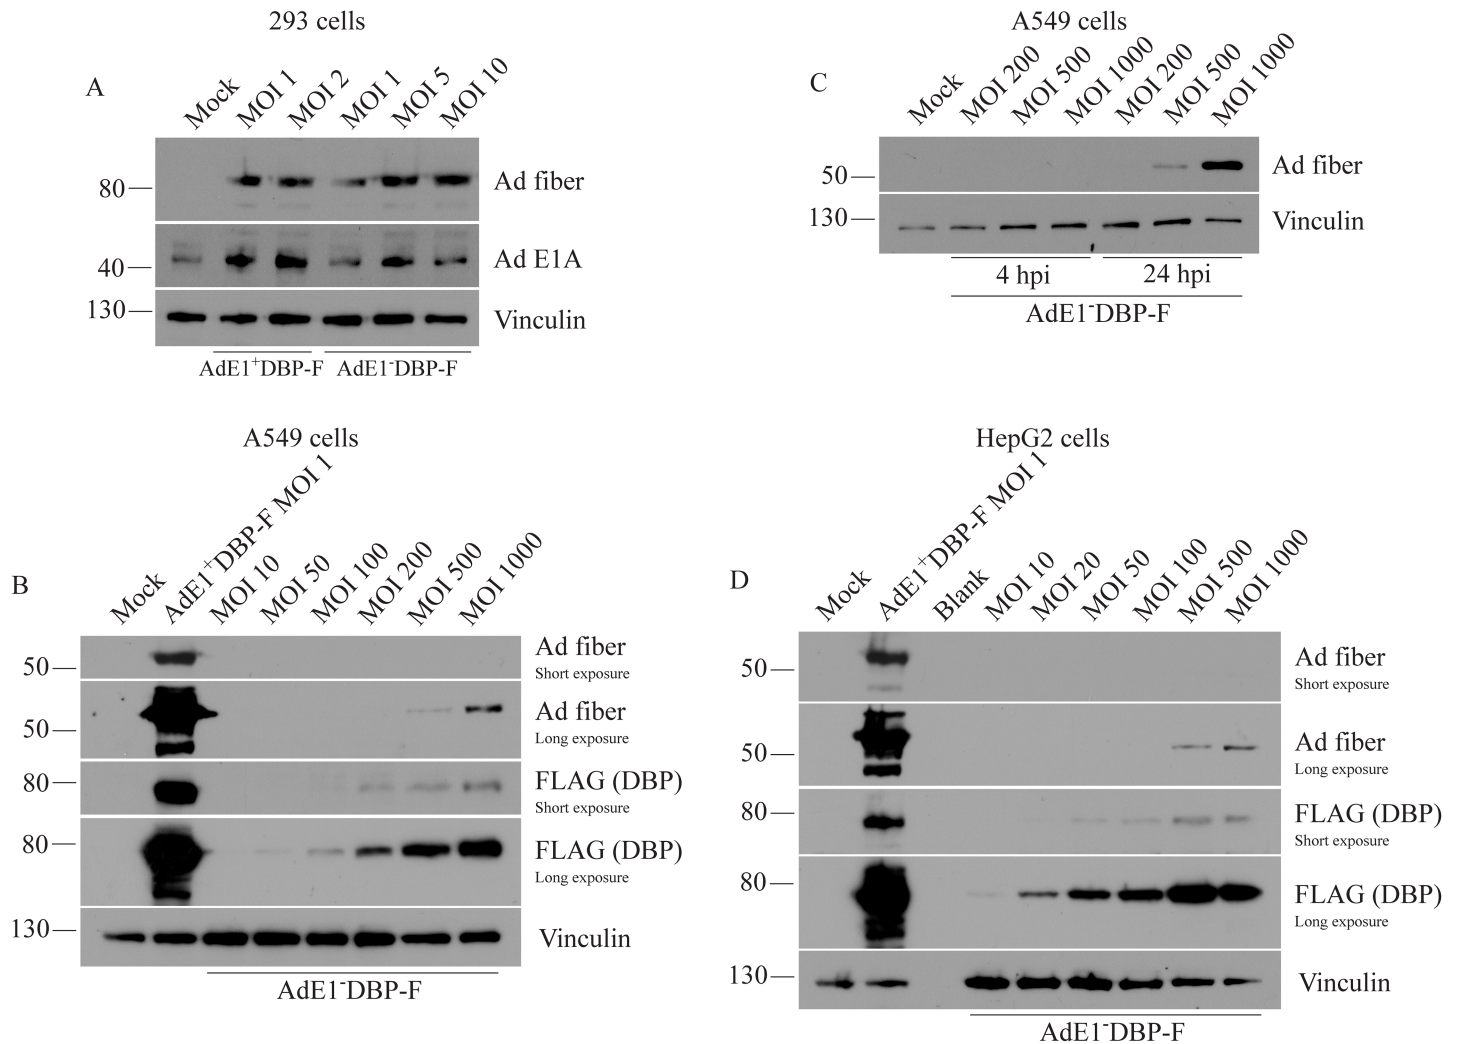 293 cells
A
Mock
MOI 1
MOI 2
MOI 1
MOI 5
MOI 10
80
Ad fiber
40
Ad E1A
130
Vinculin
AdE1+DBP-F
AdE1-DBP-F
A549 cells
C
Mock
MOI 200
MOI 500
MOI 1000
MOI 200
MOI 500
MOI 1000
50
Ad fiber
130
Vinculin
4 hpi
24 hpi
AdE1-DBP-F
A549 cells
B
Mock
AdE1+DBP-F MOI 1
MOI 10
MOI 50
MOI 100
MOI 200
MOI 500
MOI 1000
50
Ad fiber
Short exposure
50
Ad fiber
Long exposure
80
FLAG (DBP)
Short exposure
80
FLAG (DBP)
Long exposure
130
Vinculin
AdE1-DBP-F
HepG2 cells
D
Mock
AdE1+DBP-F MOI 1
Blank
MOI 10
MOI 20
MOI 50
MOI 100
MOI 500
MOI 1000
50
Ad fiber
Short exposure
50
Ad fiber
Long exposure
80
FLAG (DBP)
Short exposure
80
FLAG (DBP)
Long exposure
130
Vinculin
AdE1-DBP-F